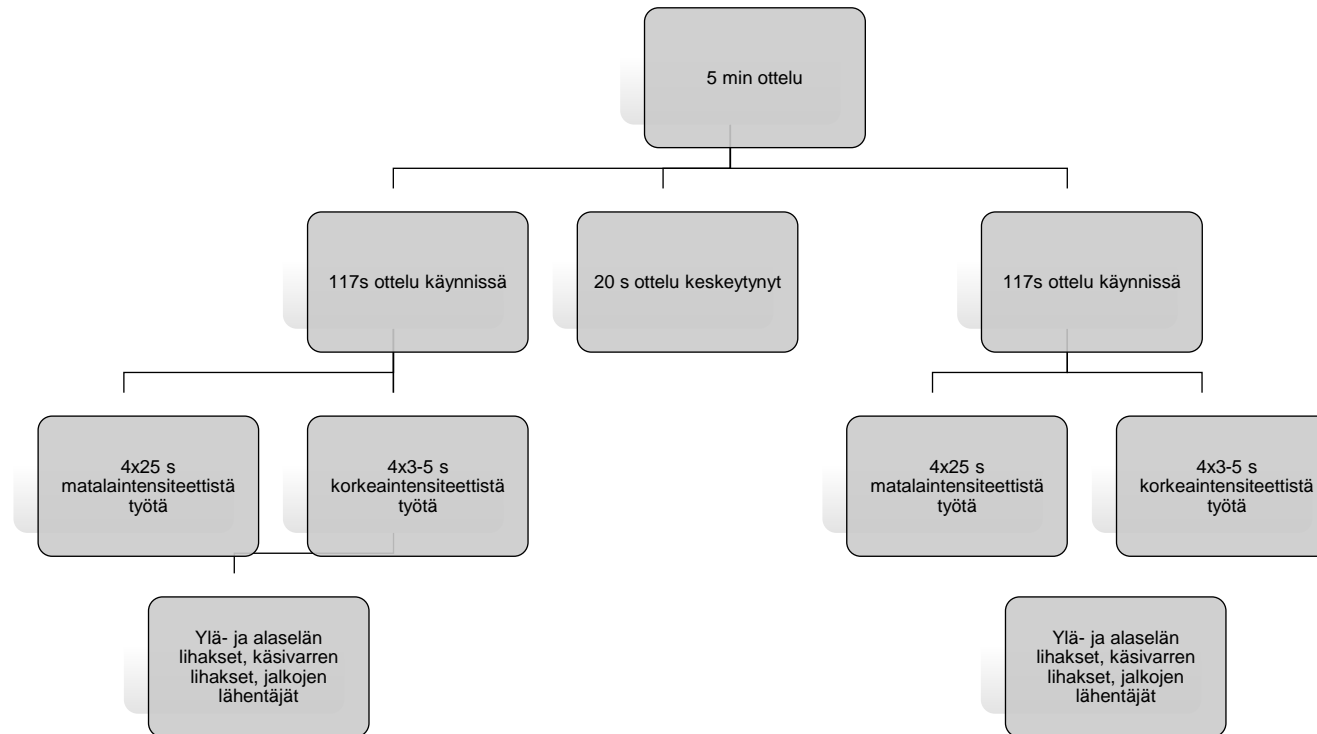 5 min ottelu
117s ottelu käynnissä
20 s ottelu keskeytynyt
117s ottelu käynnissä
4x25 s
matalaintensiteettistä
työtä
4x3-5 s
korkeaintensiteettistä
työtä
4x25 s
matalaintensiteettistä
työtä
4x3-5 s
korkeaintensiteettistä
työtä
Ylä- ja alaselän
lihakset, käsivarren
lihakset, jalkojen
lähentäjät
Ylä- ja alaselän
lihakset, käsivarren
lihakset, jalkojen
lähentäjät